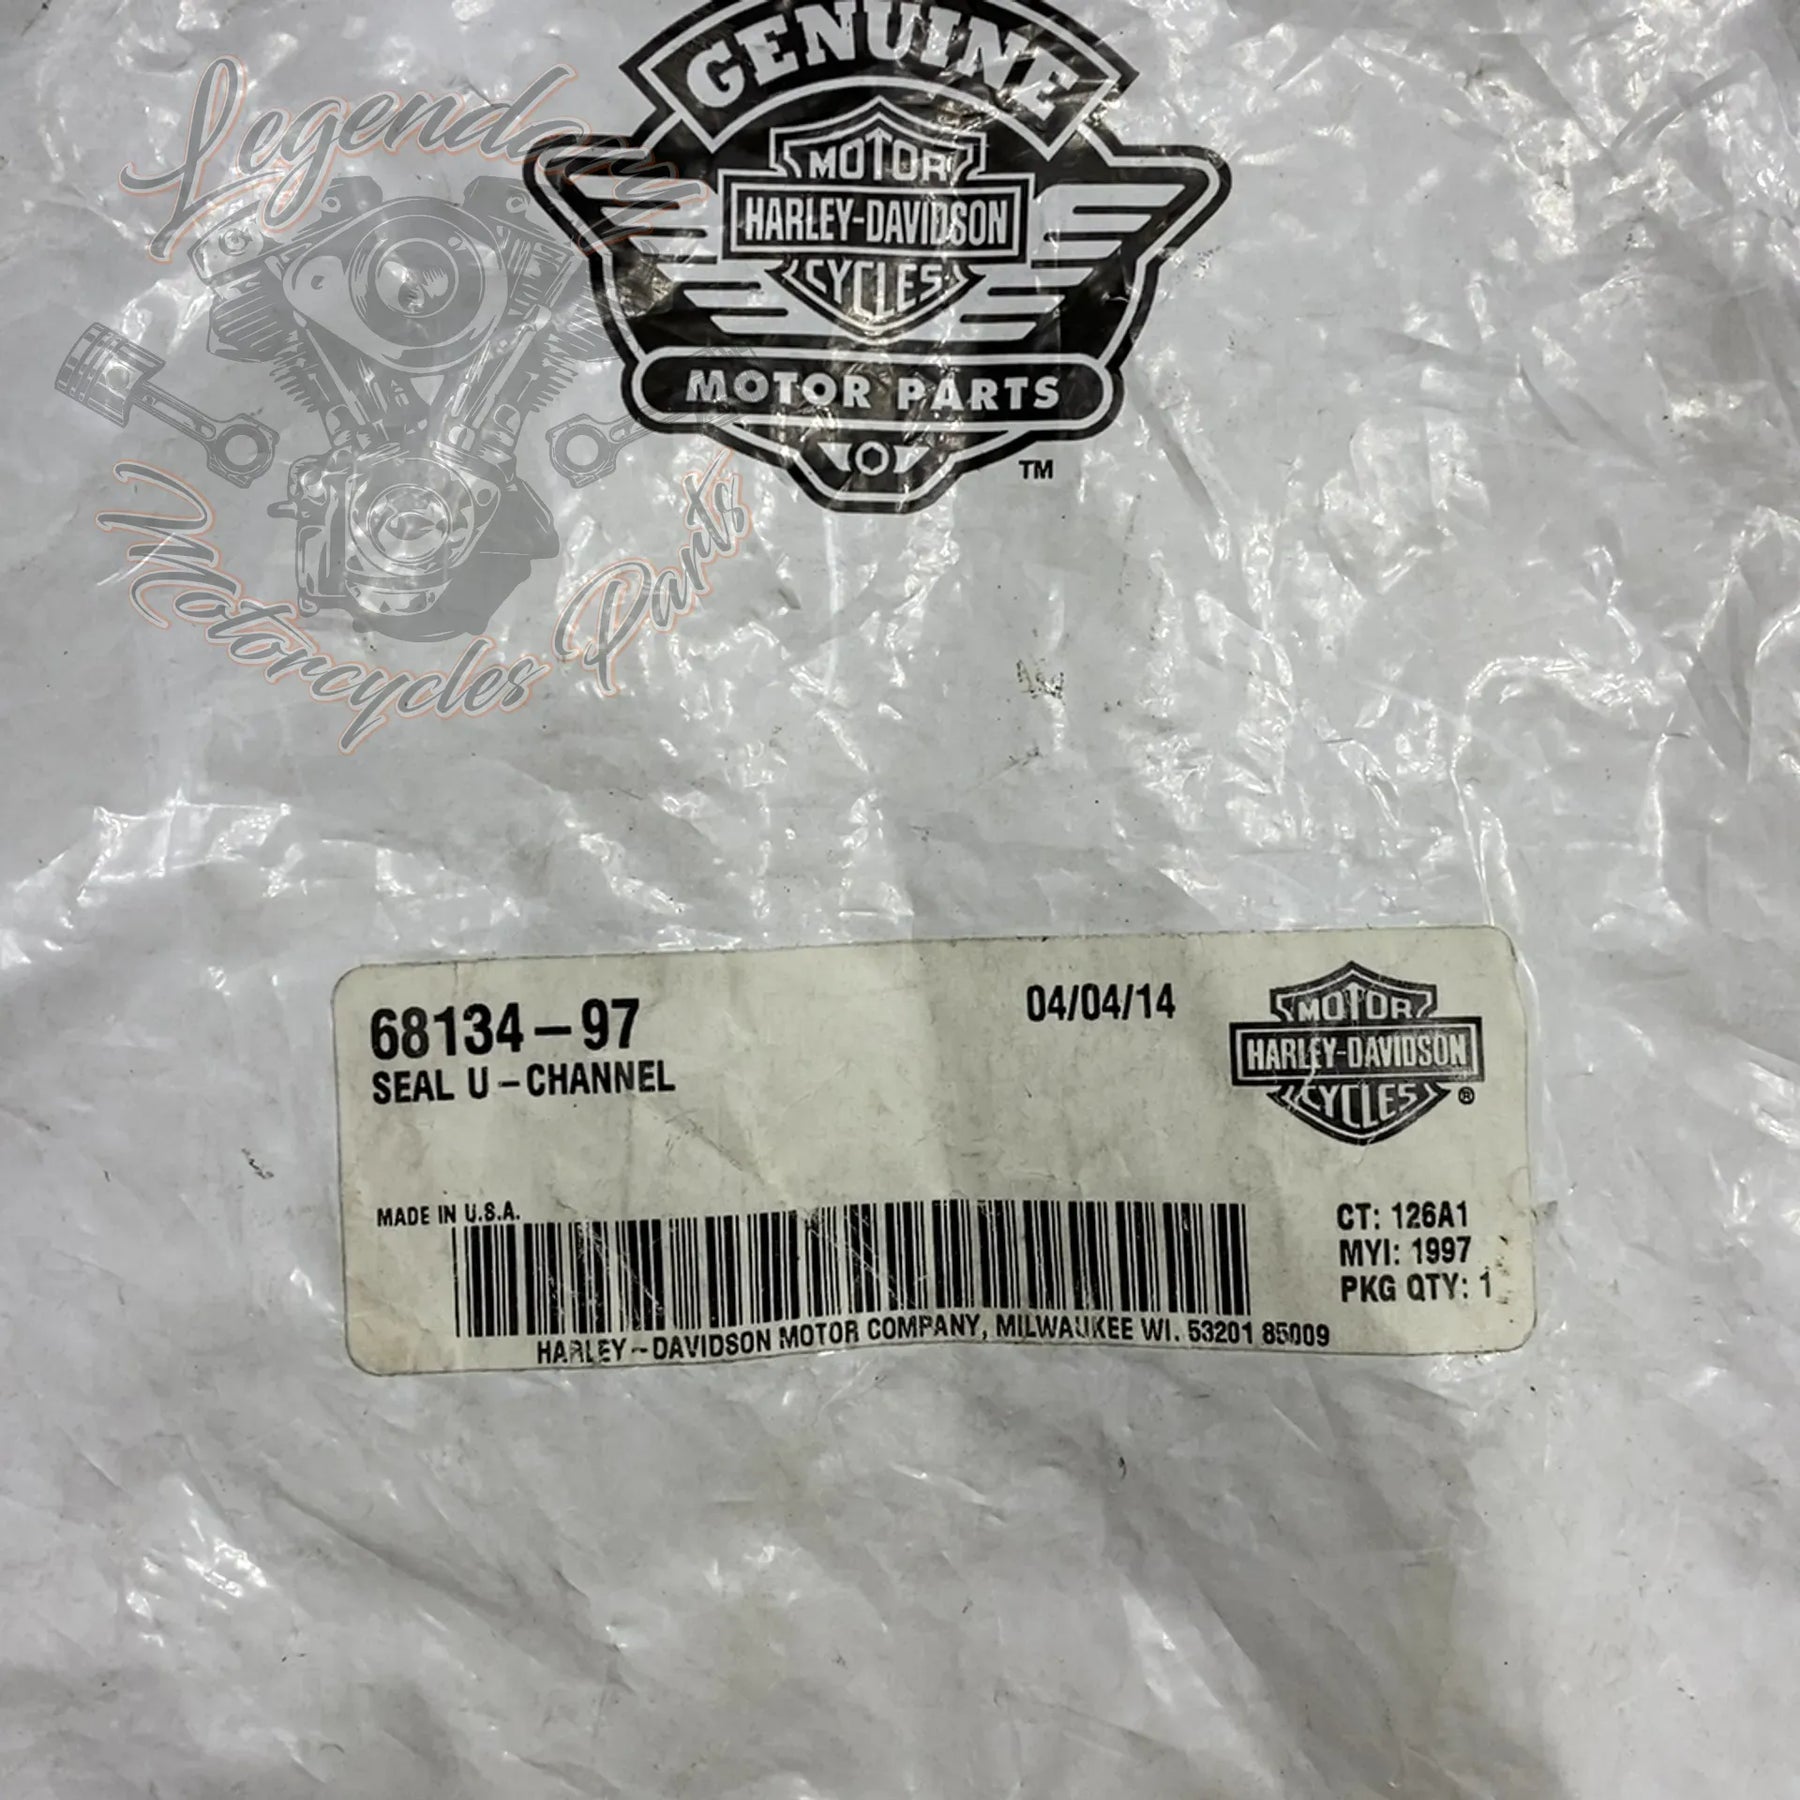 GENUINE
MOTOR
HARLEY-DAVIDSON
CYCLES
MOTOR PARTS
TM
Legendary
Motorcycles Parts
68134-97
SEAL U-CHANNEL
04/04/14
MOTOR
HARLEY-DAVIDSON
CYCLES
®
MADE IN U.S.A.
CT: 126A1
MYI: 1997
PKG QTY: 1
HARLEY-DAVIDSON MOTOR COMPANY, MILWAUKEE WI. 53201 85009